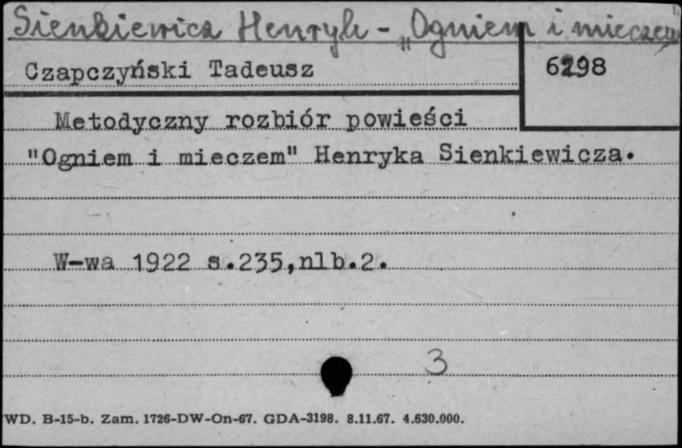 Sienkiewicz Henryk - "Ogniem i mieczem
Czapczyński Tadeusz
6298
Metodyczny rozbiór powieści
"Ogniem i mieczem" Henryka Sienkiewicza.
W-wa 1922 s.235,nlb.2.
3
WD. B-15-b. Zam. 1726-DW-On-67. GDA-3198. 8.11.67. 4.630.000.